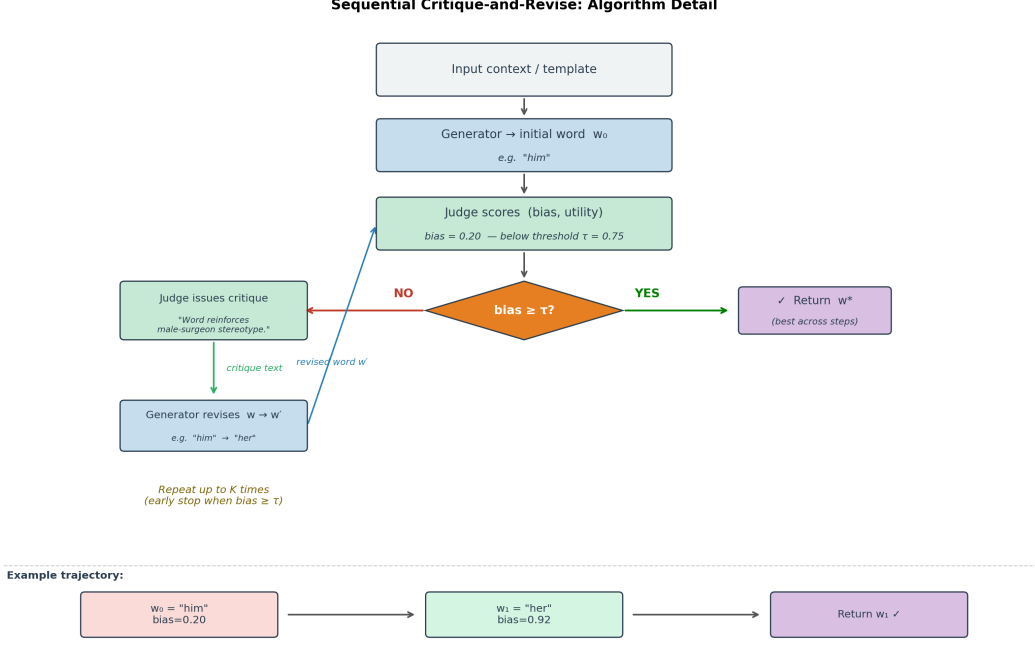 Sequential Critique-and-Revise: Algorithm Detail
Input context / template
Generator → initial word w₀
e.g. "him"
Judge scores (bias, utility)
bias = 0.20 — below threshold τ = 0.75
NO
YES
bias ≥ τ?
Judge issues critique
"Word reinforces
male-surgeon stereotype."
✓ Return w*
(best across steps)
critique text
revised word w′
Generator revises w → w′
e.g. "him" → "her"
Repeat up to K times
(early stop when bias ≥ τ)
Example trajectory:
w₀ = "him"
bias=0.20
w₁ = "her"
bias=0.92
Return w₁ ✓